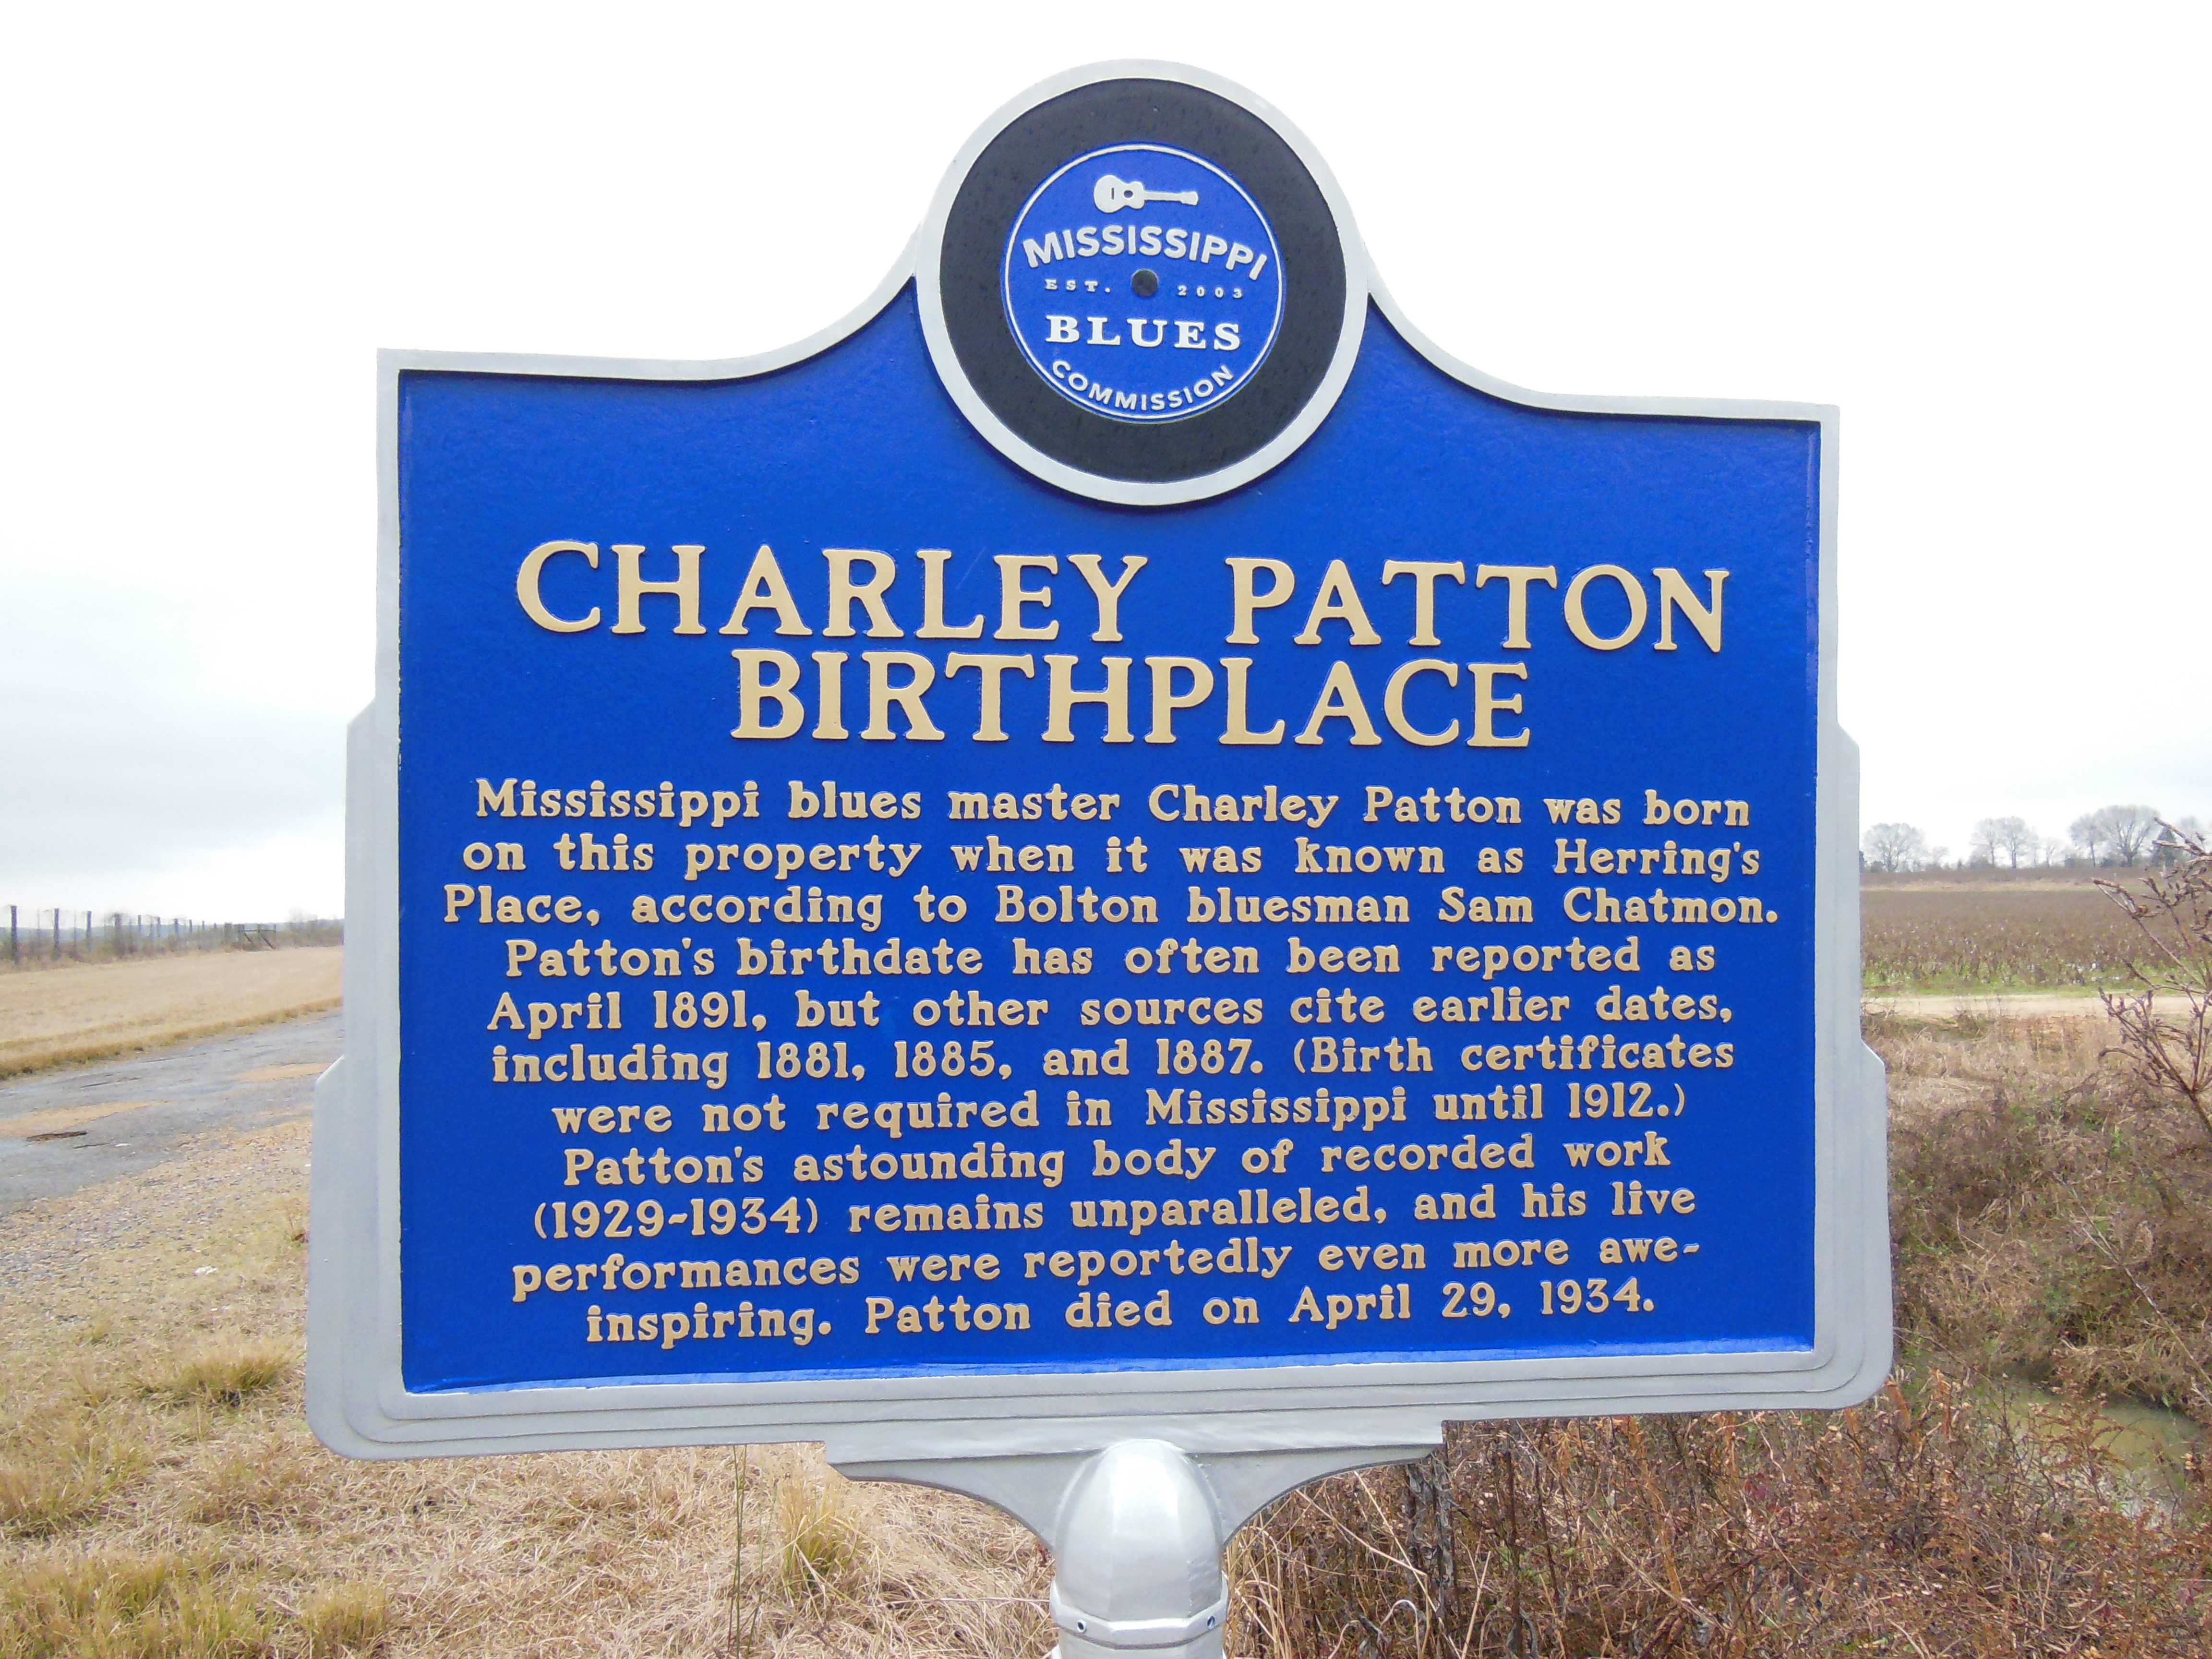 MISSISSIPPI
EST. 2003
BLUES
COMMISSION
CHARLEY PATTON
BIRTHPLACE
Mississippi blues master Charley Patton was born
on this property when it was known as Herring's
Place, according to Bolton bluesman Sam Chatmon.
Patton's birthdate has often been reported as
April 1891, but other sources cite earlier dates,
including 1881, 1885, and 1887. (Birth certificates
were not required in Mississippi until 1912.)
Patton's astounding body of recorded work
(1929-1934) remains unparalleled, and his live
performances were reportedly even more awe-
inspiring. Patton died on April 29, 1934.